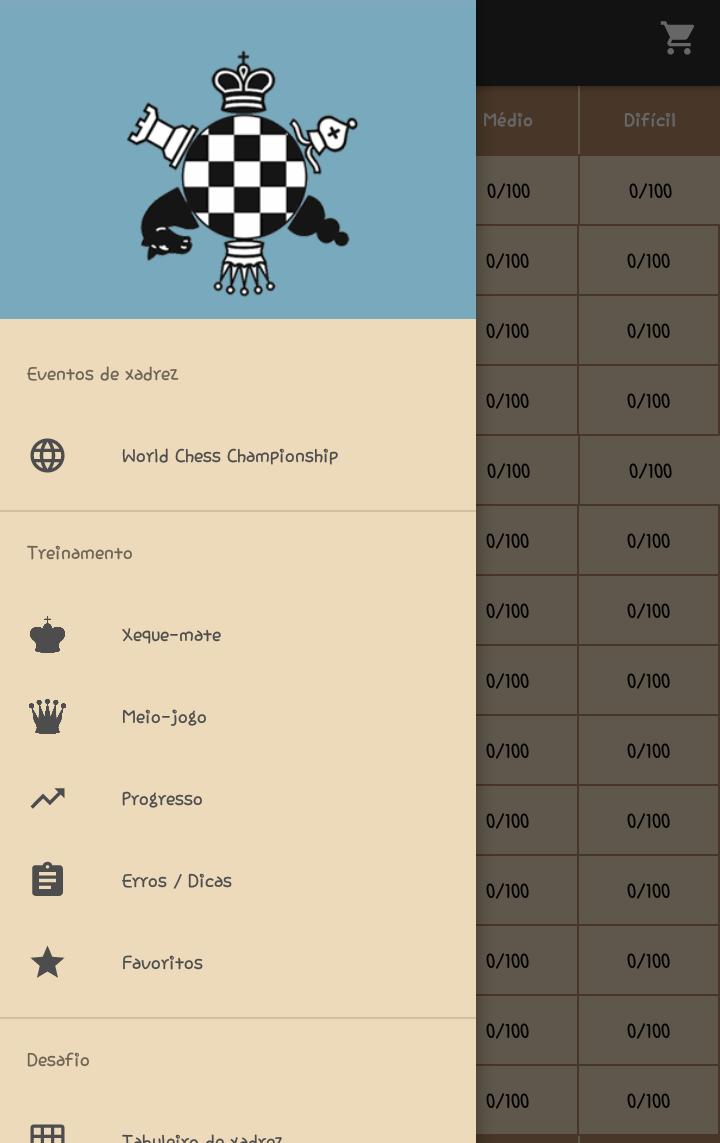 Eventos de xadrez
World Chess Championship
Treinamento
Xeque-mate
Meio-jogo
Progresso
Erros / Dicas
Favoritos
Desafio
Tabuleiro de xadrez
Médio Difícil
0/100 0/100
0/100 0/100
0/100 0/100
0/100 0/100
0/100 0/100
0/100 0/100
0/100 0/100
0/100 0/100
0/100 0/100
0/100 0/100
0/100 0/100
0/100 0/100
0/100 0/100
0/100 0/100